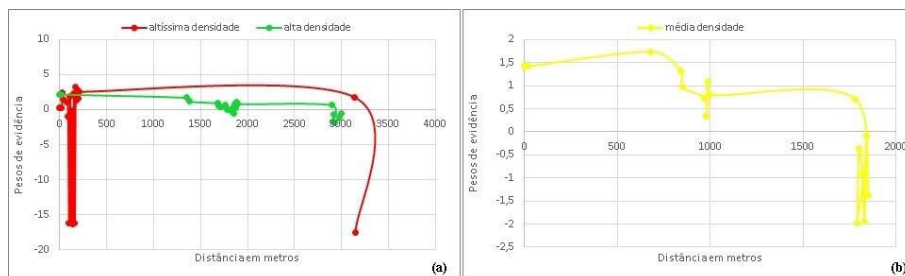 altíssima densidade alta densidade
10
5
0
-5
-10
-15
-20
0 500 1000 1500 2000 2500 3000 3500 4000
Pesos de evidência
Distância em metros
(a)
média densidade
2
1,5
1
0,5
0
-0,5
-1
-1,5
-2
-2,5
0 500 1000 1500 2000
Pesos de evidência
Distância em metros
(b)